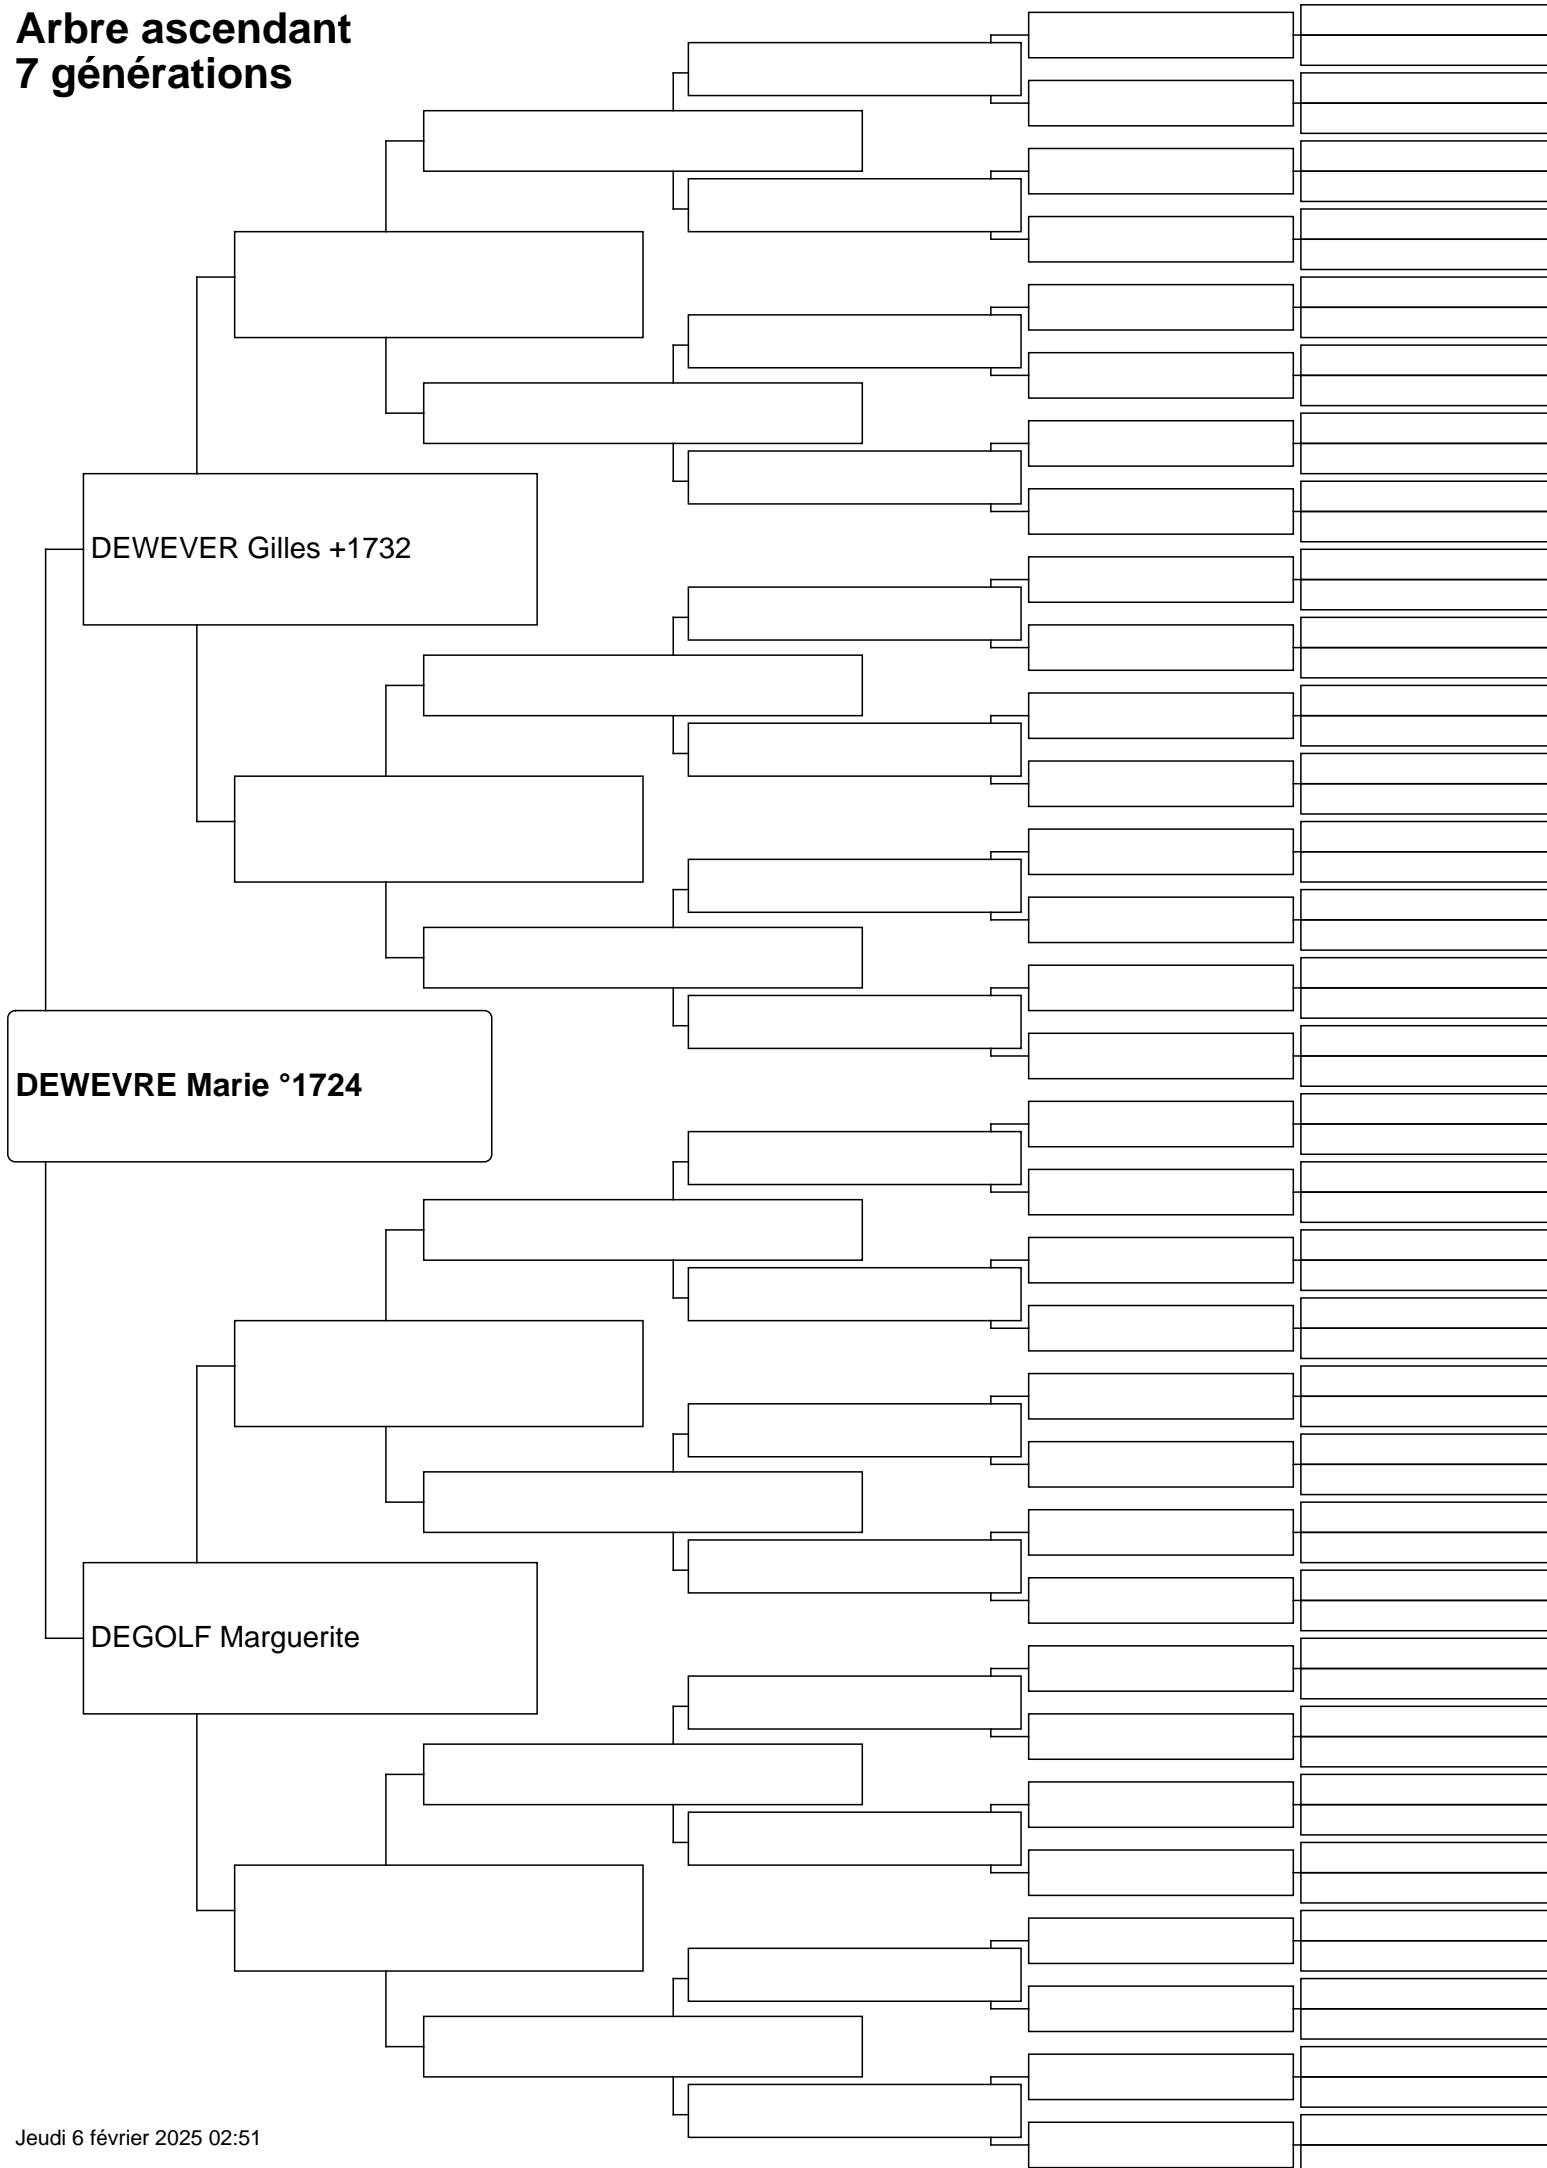 Arbre ascendant
7 générations
DEWEVER Gilles +1732
DEWEVRE Marie °1724
DEGOLF Marguerite
Jeudi 6 février 2025 02:51